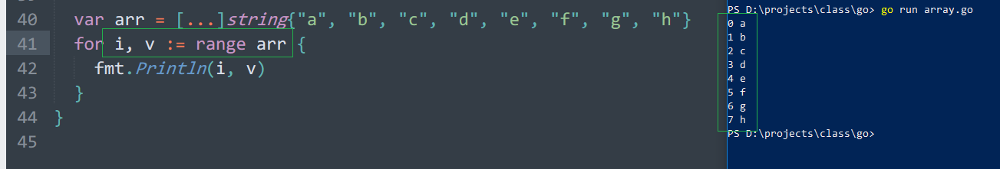 40 var arr = [...]string{"a", "b", "c", "d", "e", "f", "g", "h"}
41 for i, v := range arr {
42 fmt.Println(i, v)
43 }
44 }
45
PS D:\projects\class\go> go run array.go
0 a
1 b
2 c
3 d
4 e
5 f
6 g
7 h
PS D:\projects\class\go>